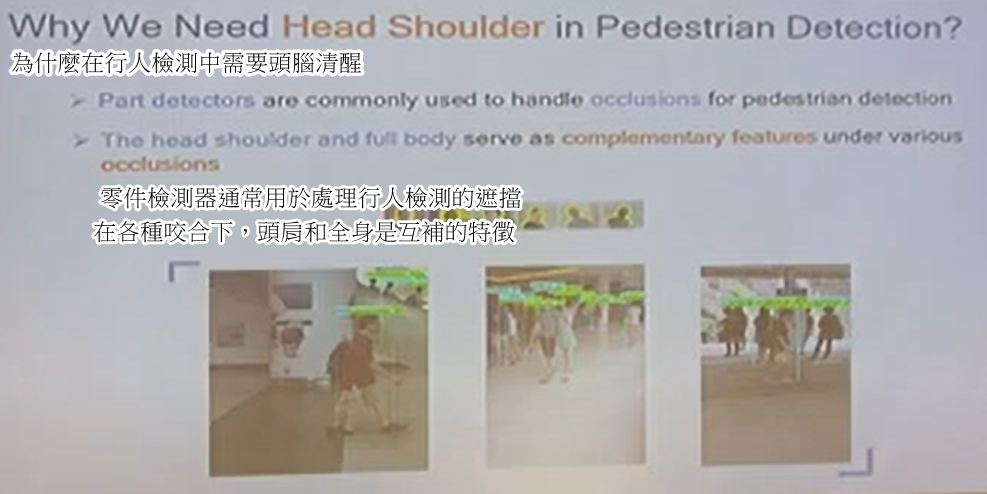 Why We Need Head Shoulder in Pedestrian Detection?
為什麼在行人檢測中需要頭腦清醒
➢ Part detectors are commonly used to handle occlusions for pedestrian detection
➢ The head shoulder and full body serve as complementary features under various
occlusions
零件檢測器通常用於處理行人檢測的遮擋
在各種咬合下，頭肩和全身是互補的特徵